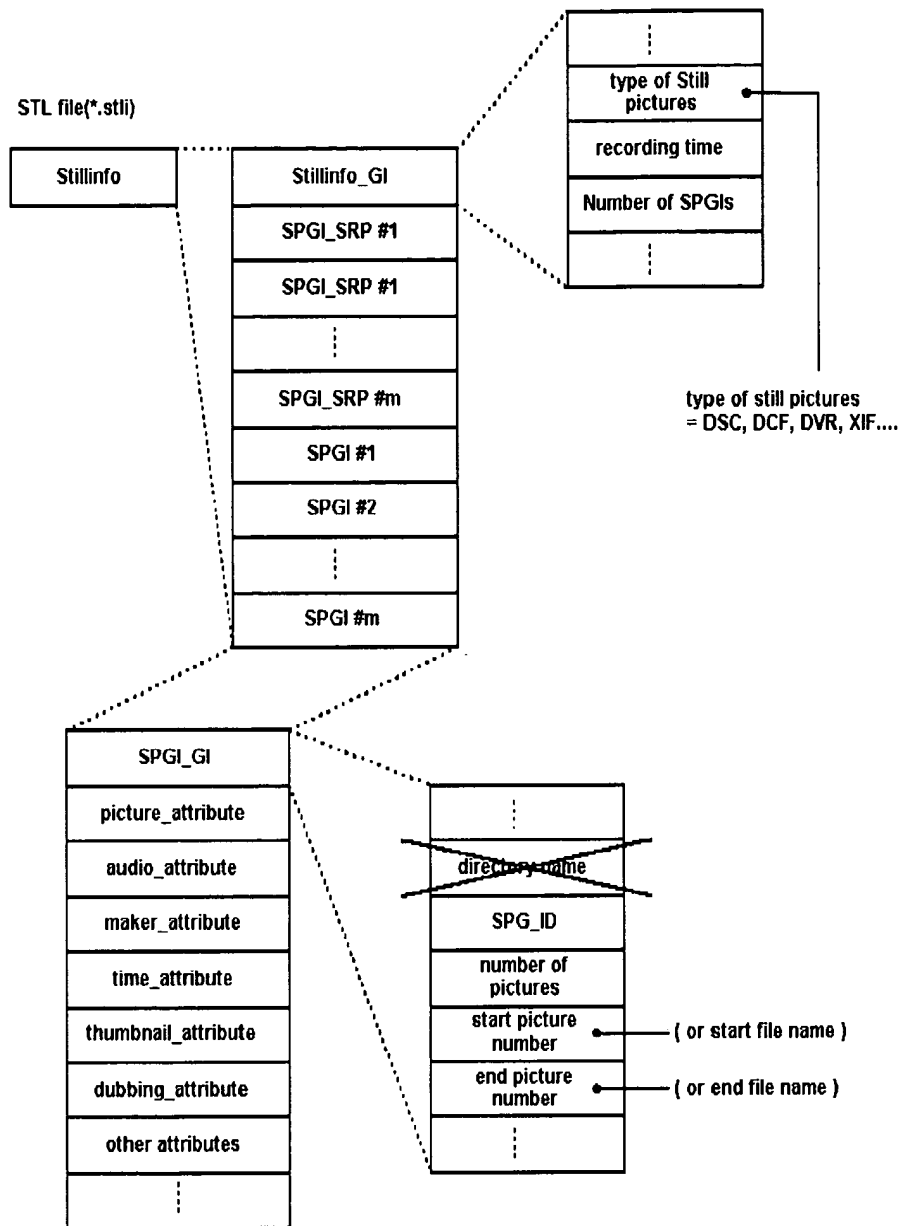 STL file(*.stli)
Stillinfo
Stillinfo_GI
SPGI_SRP #1
SPGI_SRP #1
SPGI_SRP #m
SPGI #1
SPGI #2
SPGI #m
type of Still
pictures
recording time
Number of SPGIs
type of still pictures
= DSC, DCF, DVR, XIF....
SPGI_GI
picture_attribute
audio_attribute
maker_attribute
time_attribute
thumbnail_attribute
dubbing_attribute
other attributes
directory name
SPG_ID
number of
pictures
start picture
number
( or start file name )
end picture
number
( or end file name )